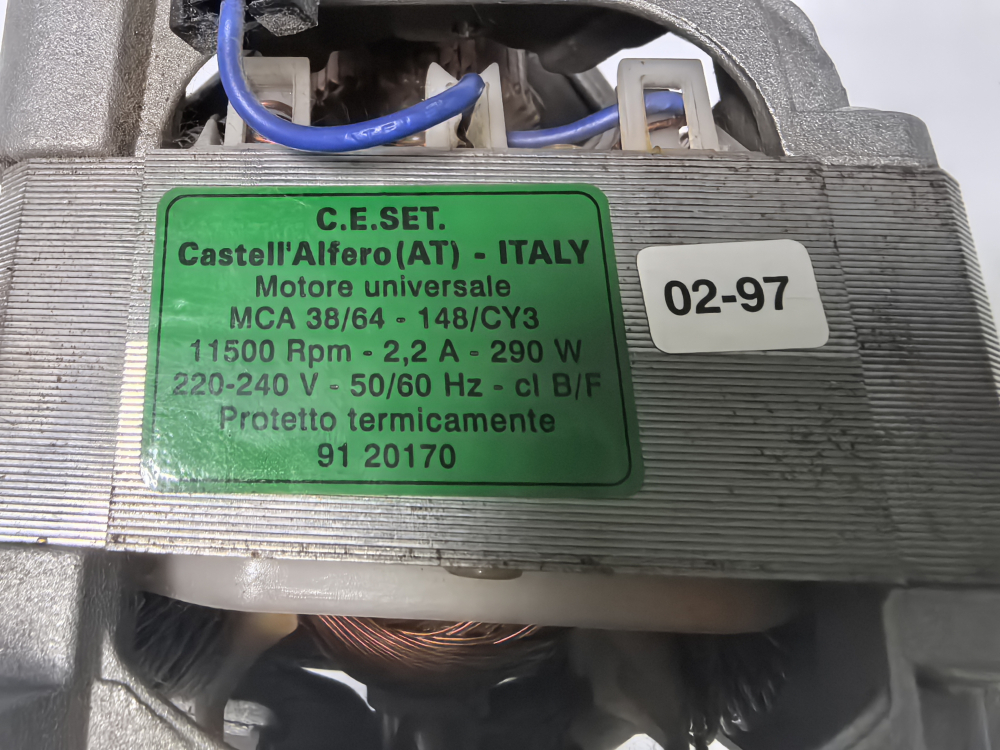 C.E.SET.
Castell'Alfero(AT) - ITALY
Motore universale
MCA 38/64 - 148/CY3
11500 Rpm - 2,2 A - 290 W
220-240 V - 50/60 Hz - cl B/F
Protetto termicamente
91 20170
02-97